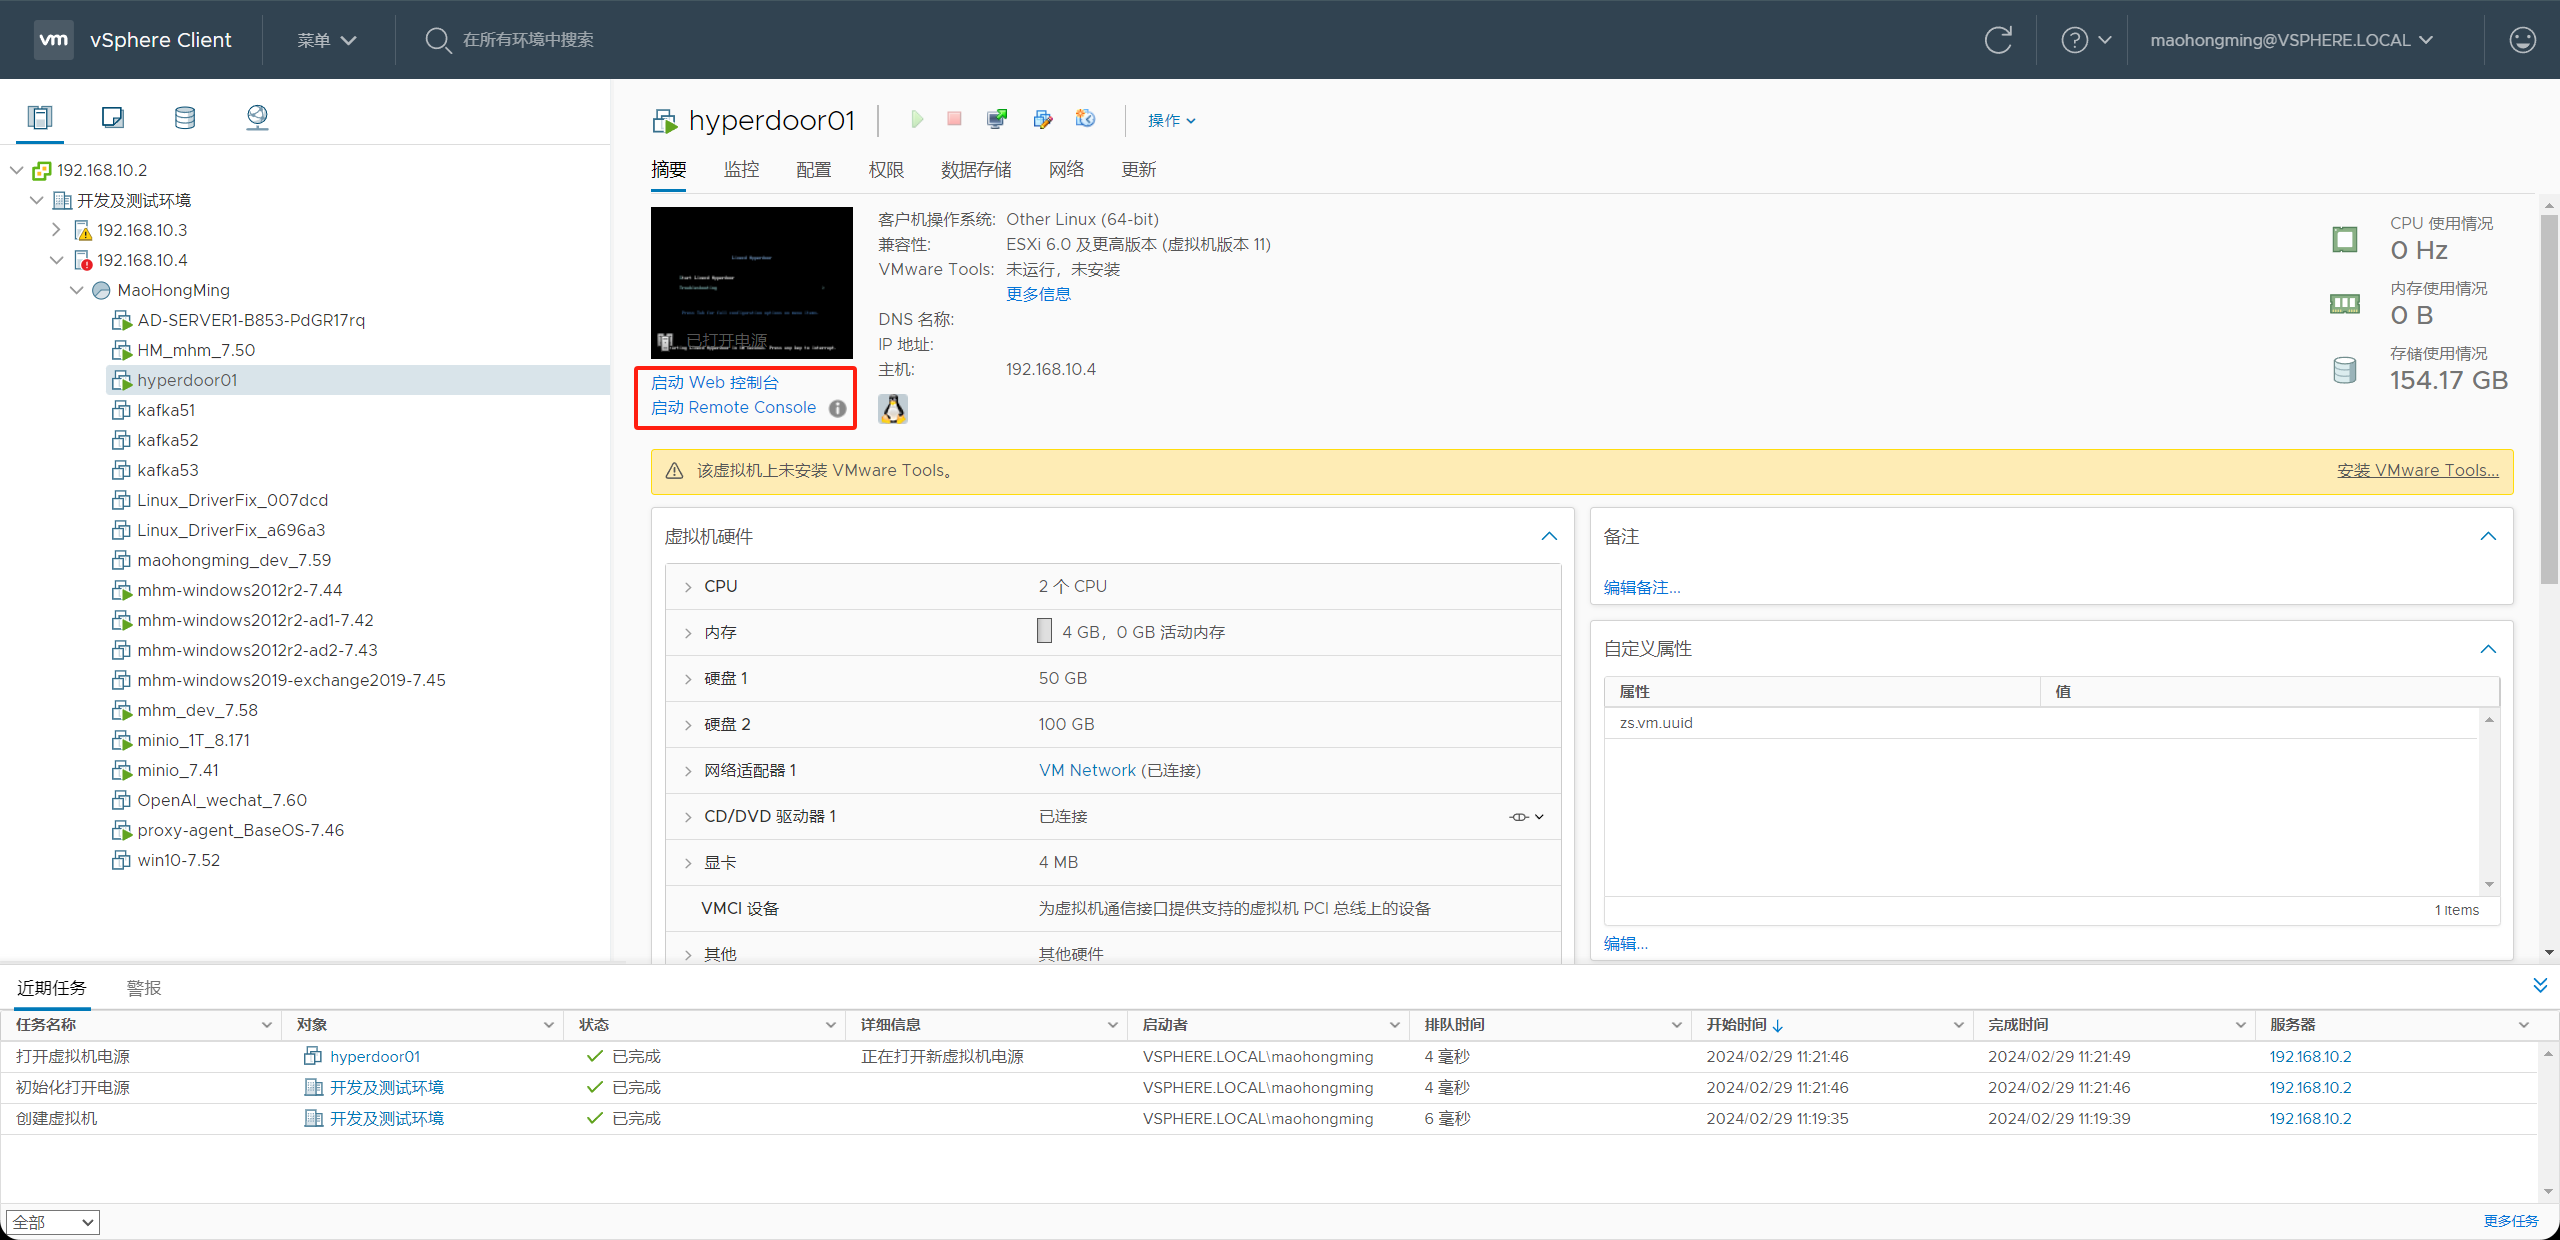 vm vSphere Client 菜单 在所有环境中搜索 maohongming@VSPHERE.LOCAL
192.168.10.2
开发及测试环境
192.168.10.3
192.168.10.4
MaoHongMing
AD-SERVER1-B853-PdGR17rq
HM_mhm_7.50
hyperdoor01
kafka51
kafka52
kafka53
Linux_DriverFix_007dcd
Linux_DriverFix_a696a3
maohongming_dev_7.59
mhm-windows2012r2-7.44
mhm-windows2012r2-ad1-7.42
mhm-windows2012r2-ad2-7.43
mhm-windows2019-exchange2019-7.45
mhm_dev_7.58
minio_1T_8.171
minio_7.41
OpenAI_wechat_7.60
proxy-agent_BaseOS-7.46
win10-7.52
hyperdoor01 操作
摘要 监控 配置 权限 数据存储 网络 更新
Troubleshooting
已打开电源
启动 Web 控制台
启动 Remote Console
客户机操作系统: Other Linux (64-bit)
兼容性: ESXi 6.0 及更高版本 (虚拟机版本 11)
VMware Tools: 未运行，未安装
更多信息
DNS 名称:
IP 地址:
主机: 192.168.10.4
CPU 使用情况
0 Hz
内存使用情况
0 B
存储使用情况
154.17 GB
该虚拟机上未安装 VMware Tools。 安装 VMware Tools...
虚拟机硬件
CPU 2 个 CPU
内存 4 GB，0 GB 活动内存
硬盘 1 50 GB
硬盘 2 100 GB
网络适配器 1 VM Network (已连接)
CD/DVD 驱动器 1 已连接
显卡 4 MB
VMCI 设备 为虚拟机通信接口提供支持的虚拟机 PCI 总线上的设备
其他 其他硬件
备注
编辑备注...
自定义属性
属性 值
zs.vm.uuid
1 items
编辑...
近期任务 警报
任务名称 对象 状态 详细信息 启动者 排队时间 开始时间 完成时间 服务器
打开虚拟机电源 hyperdoor01 已完成 正在打开新虚拟机电源 VSPHERE.LOCAL\maohongming 4 毫秒 2024/02/29 11:21:46 2024/02/29 11:21:49 192.168.10.2
初始化打开电源 开发及测试环境 已完成 VSPHERE.LOCAL\maohongming 4 毫秒 2024/02/29 11:21:46 2024/02/29 11:21:46 192.168.10.2
创建虚拟机 开发及测试环境 已完成 VSPHERE.LOCAL\maohongming 6 毫秒 2024/02/29 11:19:35 2024/02/29 11:19:39 192.168.10.2
全部 更多任务